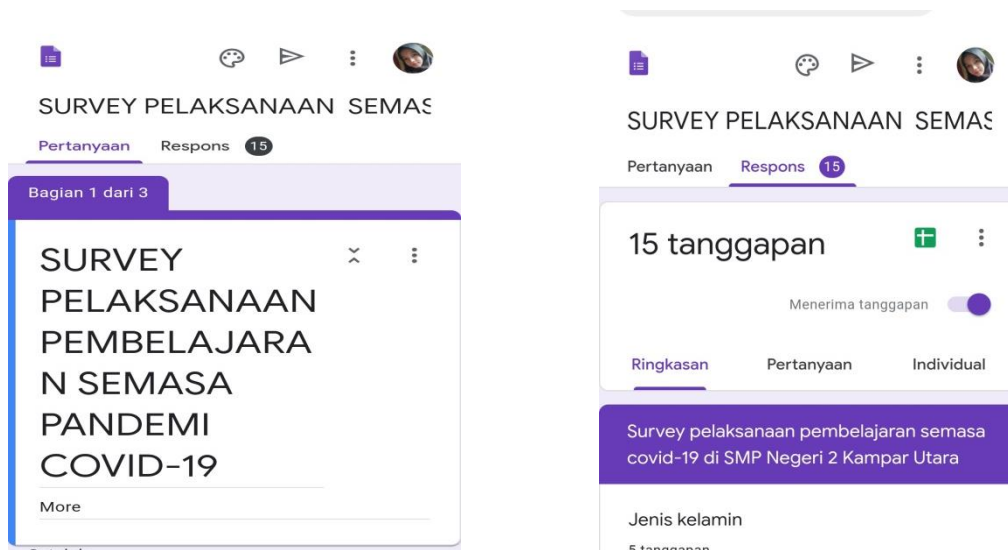 SURVEY PELAKSANAAN SEMAS
Pertanyaan Respons 15
Bagian 1 dari 3
SURVEY
PELAKSANAAN
PEMBELAJARA
N SEMASA
PANDEMI
COVID-19
More
SURVEY PELAKSANAAN SEMAS
Pertanyaan Respons 15
15 tanggapan
Menerima tanggapan
Ringkasan Pertanyaan Individual
Survey pelaksanaan pembelajaran semasa
covid-19 di SMP Negeri 2 Kampar Utara
Jenis kelamin
5 tanggapan